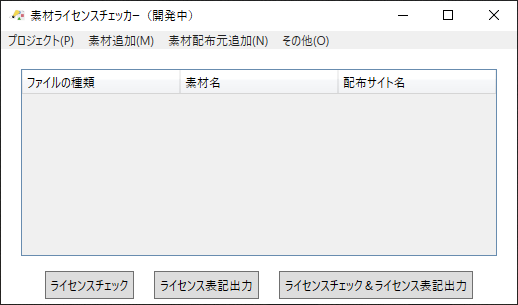 素材ライセンスチェッカー（開発中）
プロジェクト(P) 素材追加(M) 素材配布元追加(N) その他(O)
ファイルの種類 素材名 配布サイト名
ライセンスチェック ライセンス表記出力 ライセンスチェック＆ライセンス表記出力